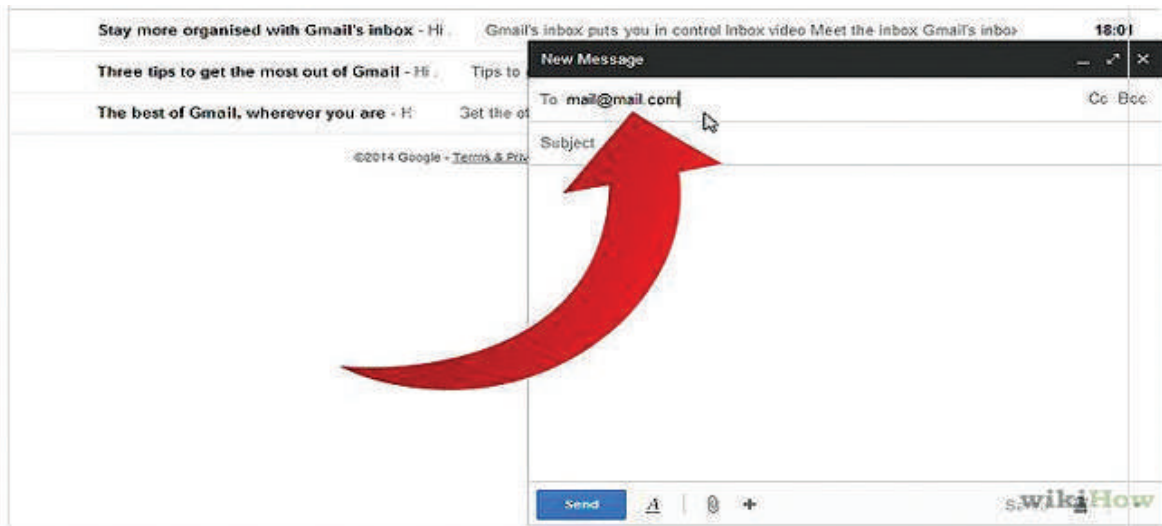 Stay more organised with Gmail's inbox - Hi. Gmail's inbox puts you in control Inbox video Meet the inbox Gmail's inbox 18:01
New Message
Three tips to get the most out of Gmail - Hi. Tips to
To mail@mail.com Cc Bcc
The best of Gmail, wherever you are - H Get the of
Subject
©2014 Google - Terms & Priv
Send A
wikiHow